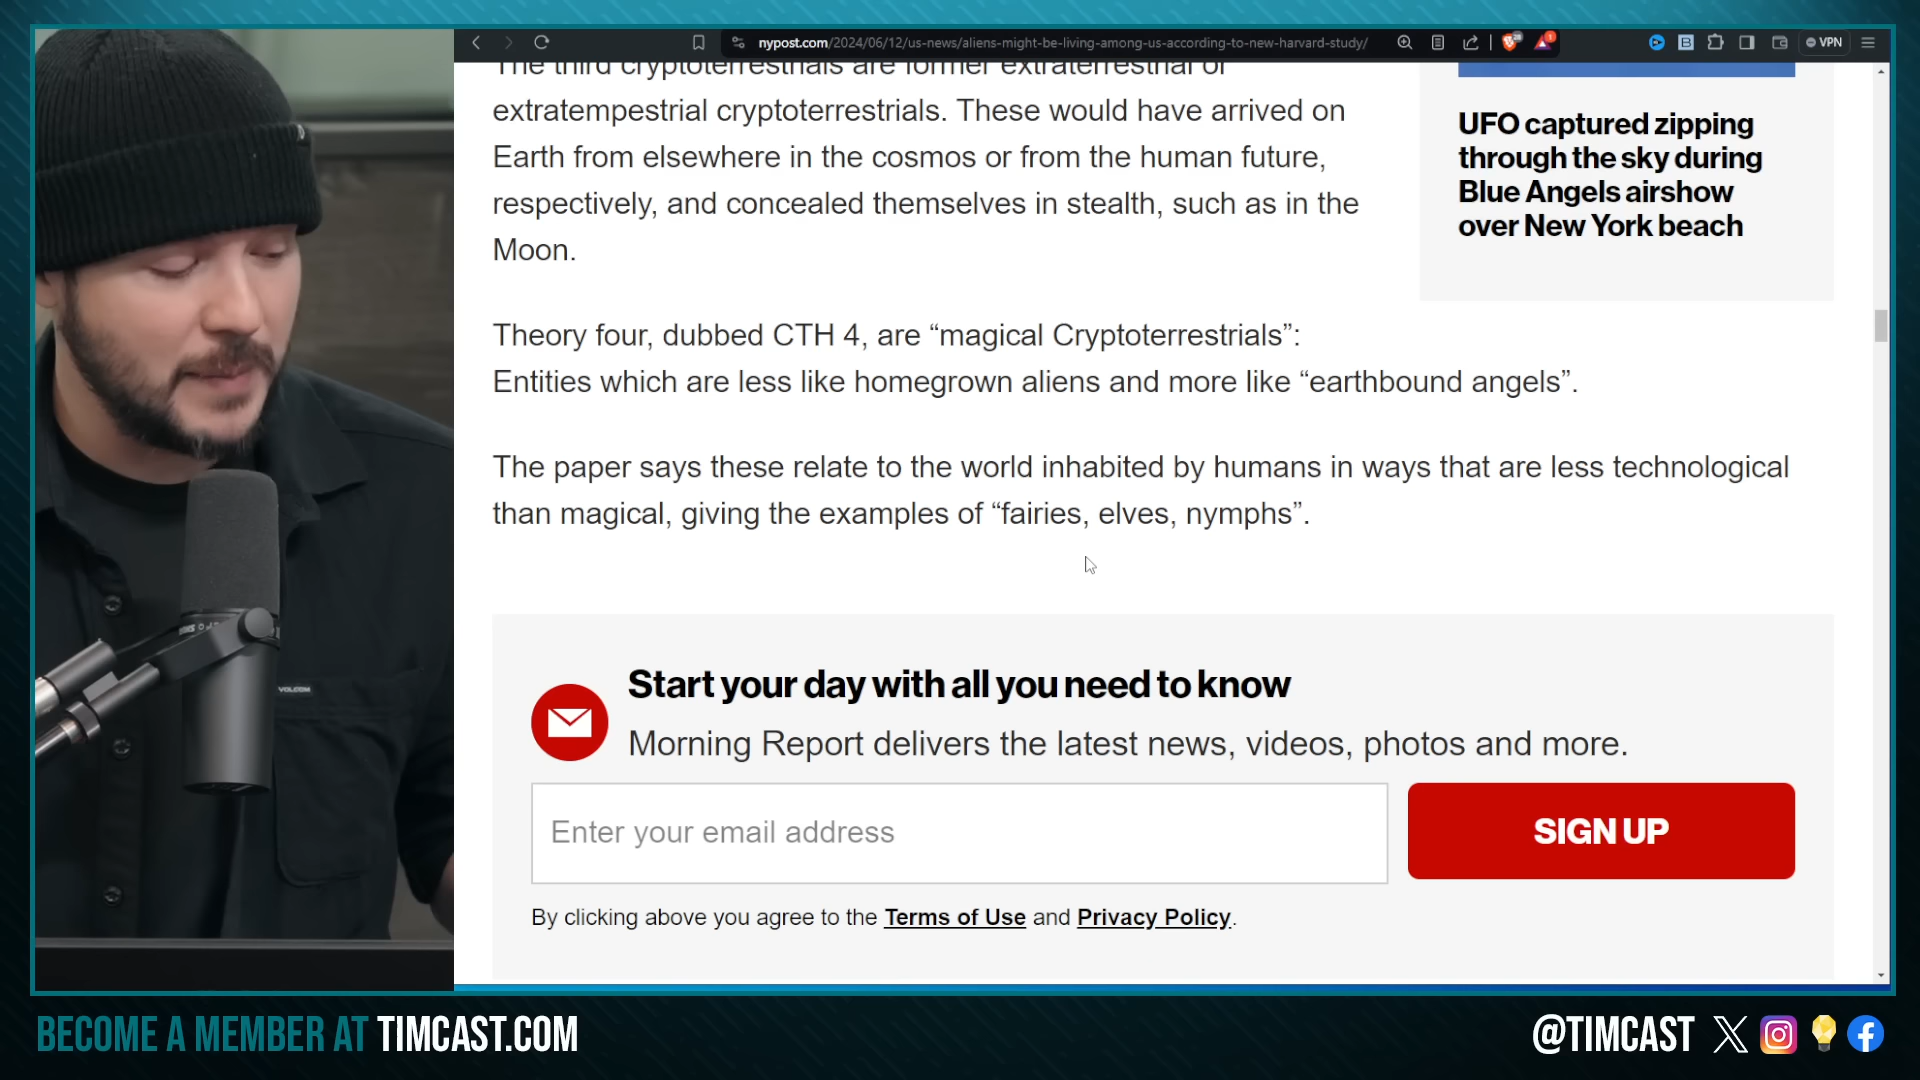 nypost.com/2024/06/12/us-news/aliens-might-be-living-among-us-according-to-new-harvard-study/
VPN
The third cryptoterrestrials are former extraterrestrial or
extratempestrial cryptoterrestrials. These would have arrived on
Earth from elsewhere in the cosmos or from the human future,
respectively, and concealed themselves in stealth, such as in the
Moon.
UFO captured zipping
through the sky during
Blue Angels airshow
over New York beach
Theory four, dubbed CTH 4, are “magical Cryptoterrestrials”:
Entities which are less like homegrown aliens and more like “earthbound angels”.
The paper says these relate to the world inhabited by humans in ways that are less technological
than magical, giving the examples of “fairies, elves, nymphs”.
Start your day with all you need to know
Morning Report delivers the latest news, videos, photos and more.
Enter your email address
SIGN UP
By clicking above you agree to the Terms of Use and Privacy Policy.
VOLCOM
BECOME A MEMBER AT TIMCAST.COM
@TIMCAST